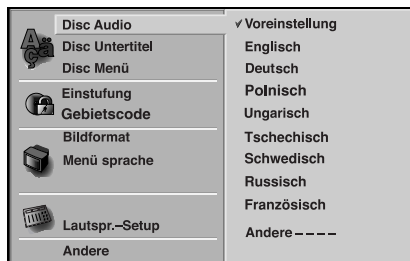 Disc Audio
Disc Untertitel
Disc Menü
Einstufung
Gebietscode
Bildformat
Menü sprache
Lautspr.–Setup
Andere
✓Voreinstellung
Englisch
Deutsch
Polnisch
Ungarisch
Tschechisch
Schwedisch
Russisch
Französisch
Andere – – – –